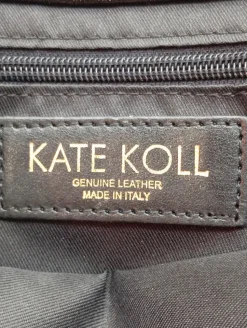 KATE KOLL
GENUINE LEATHER
MADE IN ITALY